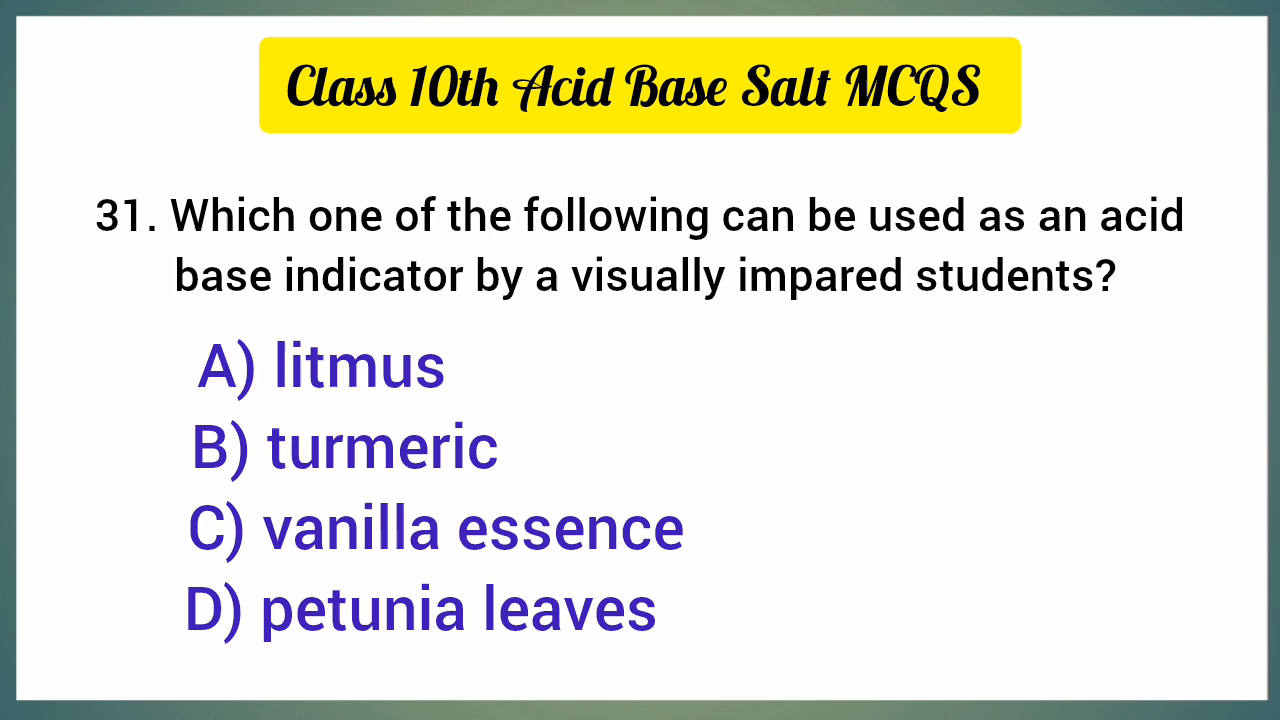 Class 10th Acid Base Salt MCQS
31. Which one of the following can be used as an acid
base indicator by a visually impared students?
A) litmus
B) turmeric
C) vanilla essence
D) petunia leaves